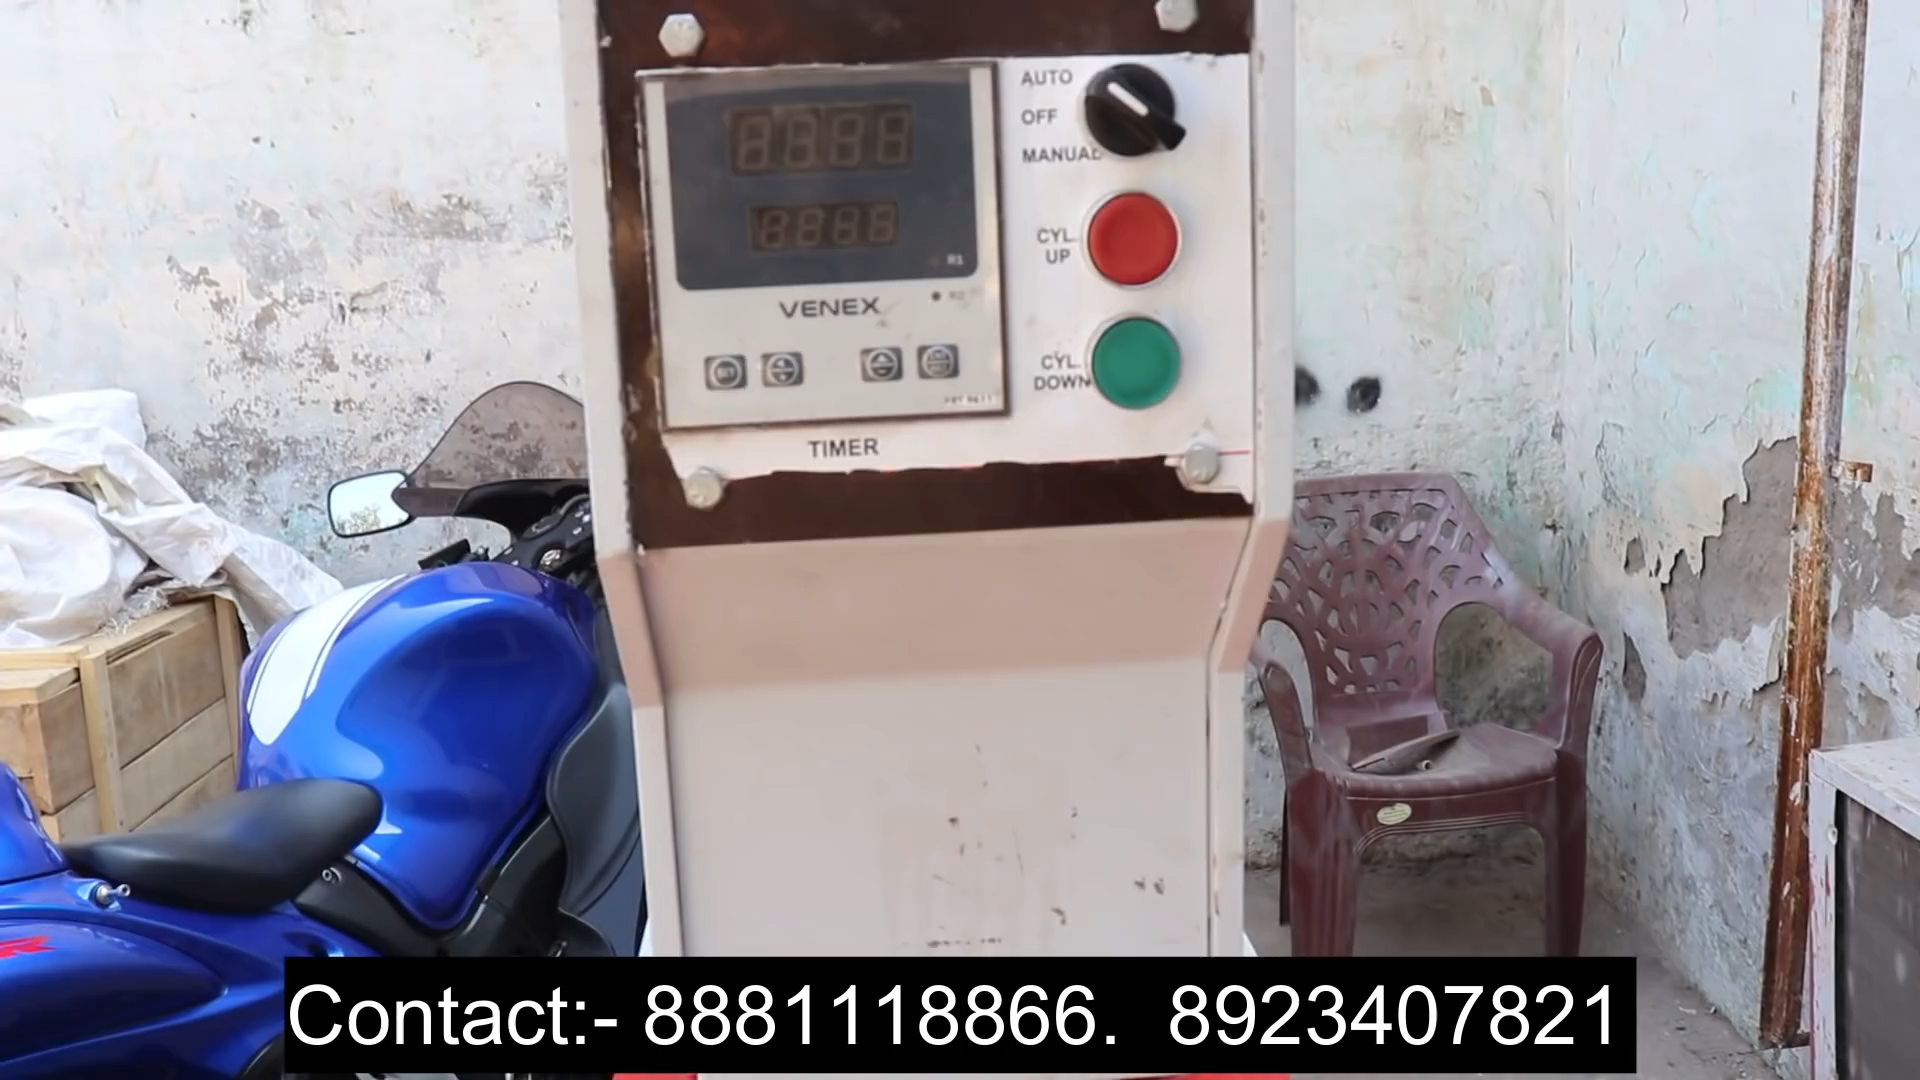 AUTO
OFF
MANUAL
CYL.
UP
R1
R2
VENEX
CYL.
DOWN
TIMER
Contact:- 8881118866. 8923407821